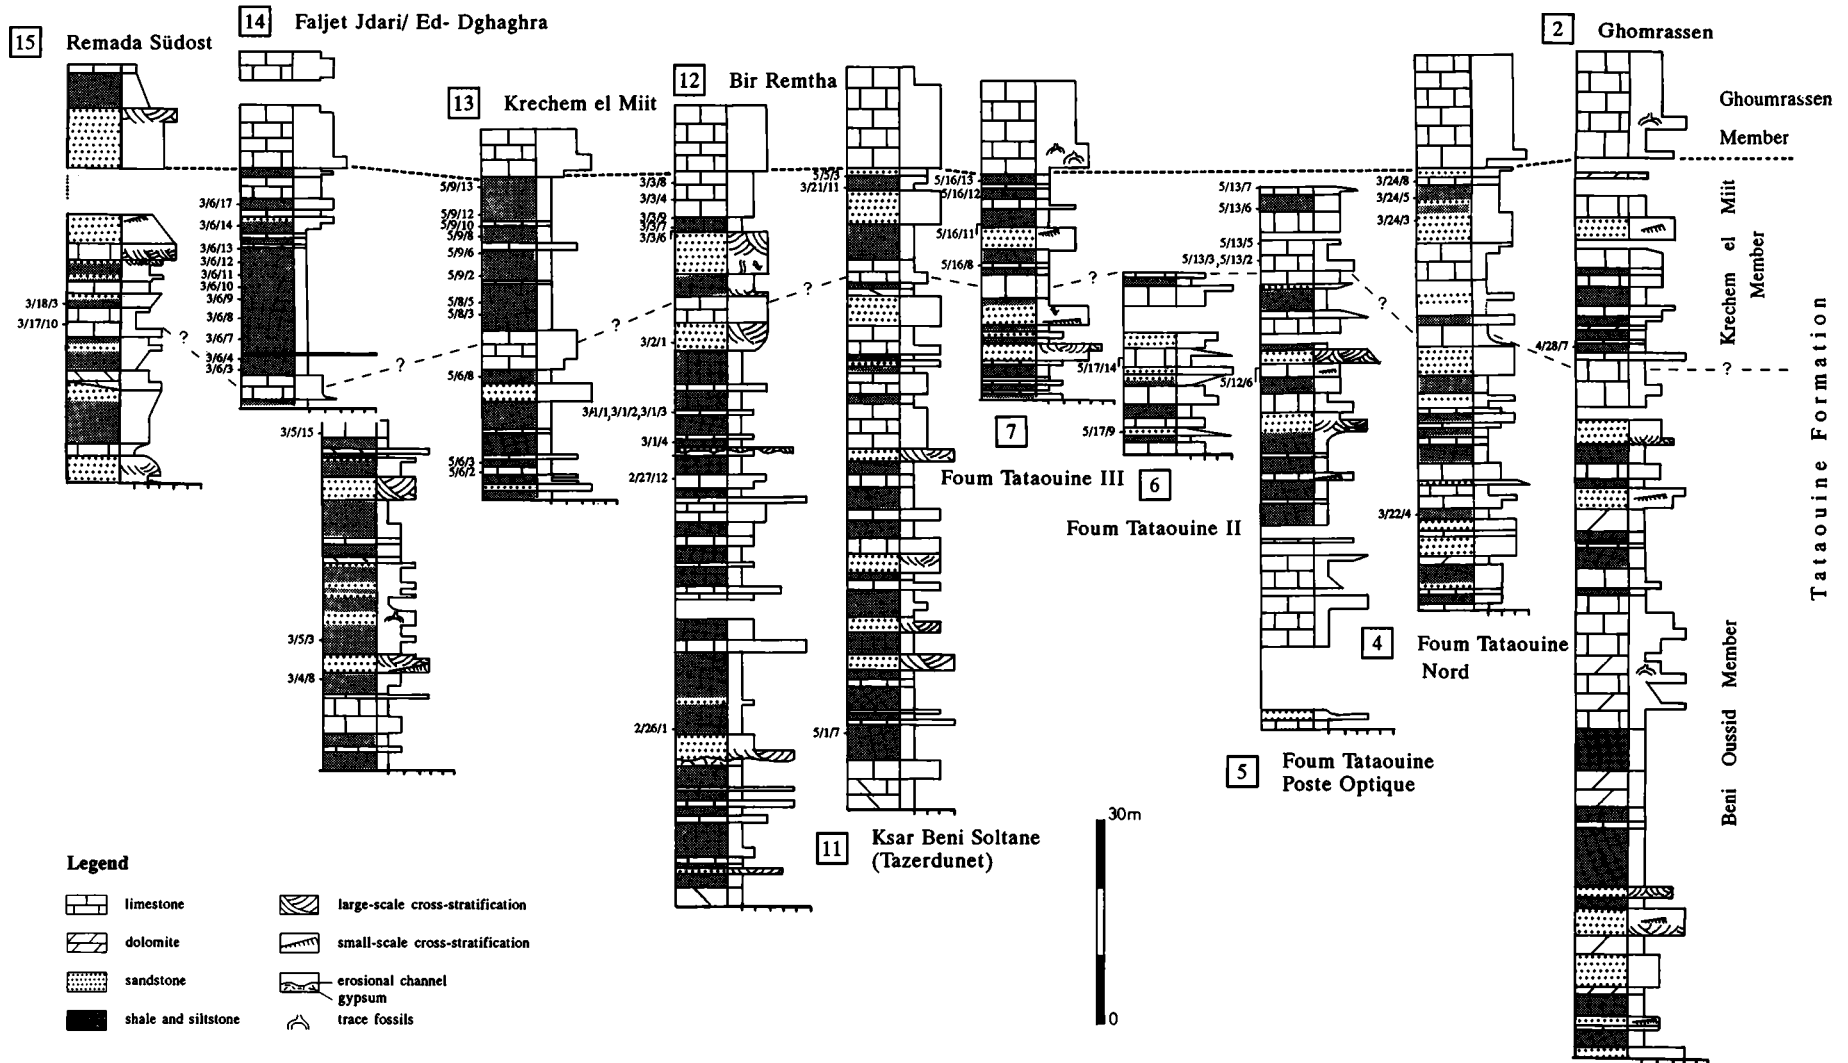 15
Remada Südost
3/18/3
3/17/10
14
Faljet Jdari/ Ed- Dghaghra
3/6/17
3/6/14
3/6/13
3/6/12
3/6/11
3/6/10
3/6/9
3/6/8
3/6/7
3/6/4
3/6/3
3/5/15
3/5/3
3/4/8
13
Krechem el Miit
5/9/13
5/9/12
5/9/10
5/9/8
5/9/6
5/9/2
5/8/5
5/8/3
5/6/8
5/6/3
5/6/2
12
Bir Remtha
3/3/8
3/3/4
3/3/9
3/3/7
3/3/6
3/2/1
3/1/1,3/1/2,3/1/3
3/1/4
2/27/12
2/26/1
5/5/3
3/21/11
5/1/7
11
Ksar Beni Soltane
(Tazerdunet)
5/16/13
5/16/12
5/16/11
5/16/8
7
Foum Tataouine III
5/17/14
5/17/9
6
Foum Tataouine II
5/13/7
5/13/6
5/13/5
5/13/3
5/13/2
5/12/6
5
Foum Tataouine
Poste Optique
3/24/8
3/24/5
3/24/3
3/22/4
4
Foum Tataouine
Nord
2
Ghomrassen
4/28/7
Ghoumrassen
Member
Krechem el Miit
Member
Beni Oussid Member
Tataouine Formation
?
?
?
?
?
?
?
30m
0
Legend
limestone
dolomite
sandstone
shale and siltstone
large-scale cross-stratification
small-scale cross-stratification
erosional channel
gypsum
trace fossils